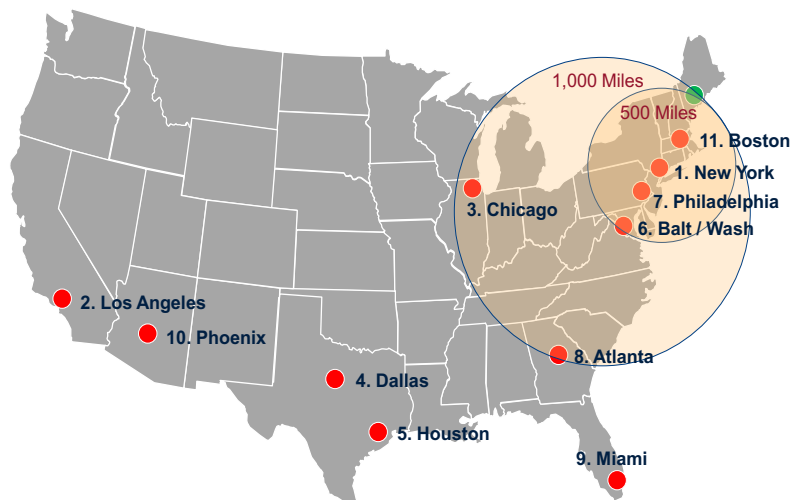 1,000 Miles
500 Miles
11. Boston
1. New York
7. Philadelphia
3. Chicago
6. Balt / Wash
2. Los Angeles
10. Phoenix
8. Atlanta
4. Dallas
5. Houston
9. Miami